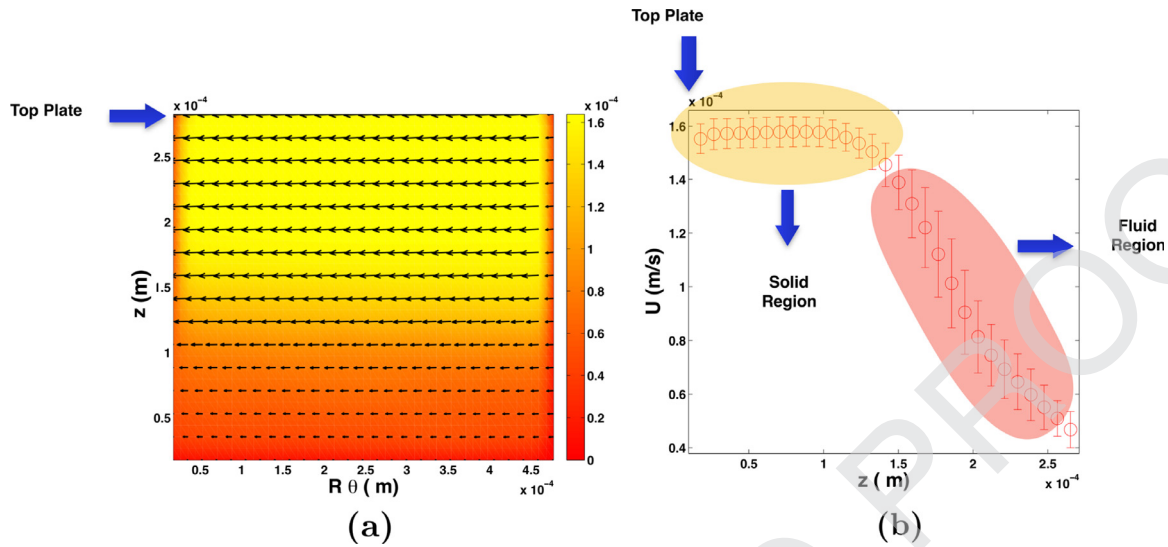 Top Plate
x 10⁻⁴
x 10⁻⁴
2.5
2
1.5
1
0.5
z (m)
0.5
1
1.5
2
2.5
3
3.5
4
4.5
x 10⁻⁴
R θ ( m)
1.6
1.4
1.2
1
0.8
0.6
0.4
0.2
0
(a)
Top Plate
x 10⁻⁴
1.6
1.4
1.2
1
0.8
0.6
0.4
U (m/s)
Solid
Region
Fluid
Region
0.5
1
1.5
2
2.5
x 10⁻⁴
z ( m)
(b)
PROO